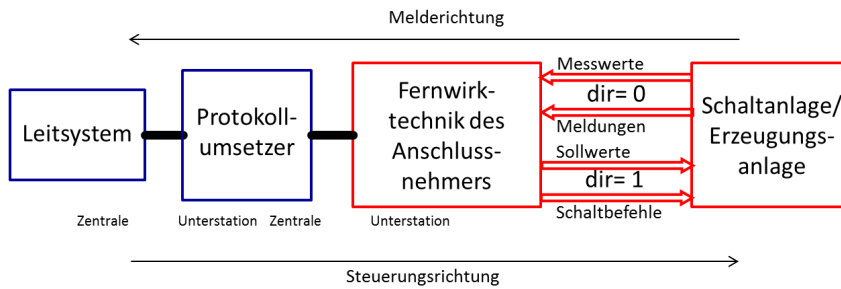 Melderichtung
Leitsystem
Protokoll-
umsetzer
Fernwirk-
technik des
Anschluss-
nehmers
Messwerte
dir= 0
Meldungen
Sollwerte
dir= 1
Schaltbefehle
Schaltanlage/
Erzeugungs-
anlage
Zentrale
Unterstation
Zentrale
Unterstation
Steuerungsrichtung